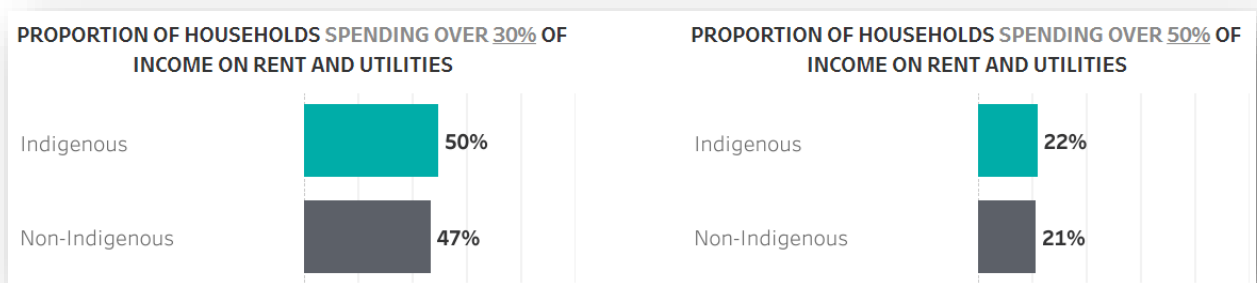 PROPORTION OF HOUSEHOLDS SPENDING OVER 30% OF
INCOME ON RENT AND UTILITIES
Indigenous 50%
Non-Indigenous 47%
PROPORTION OF HOUSEHOLDS SPENDING OVER 50% OF
INCOME ON RENT AND UTILITIES
Indigenous 22%
Non-Indigenous 21%